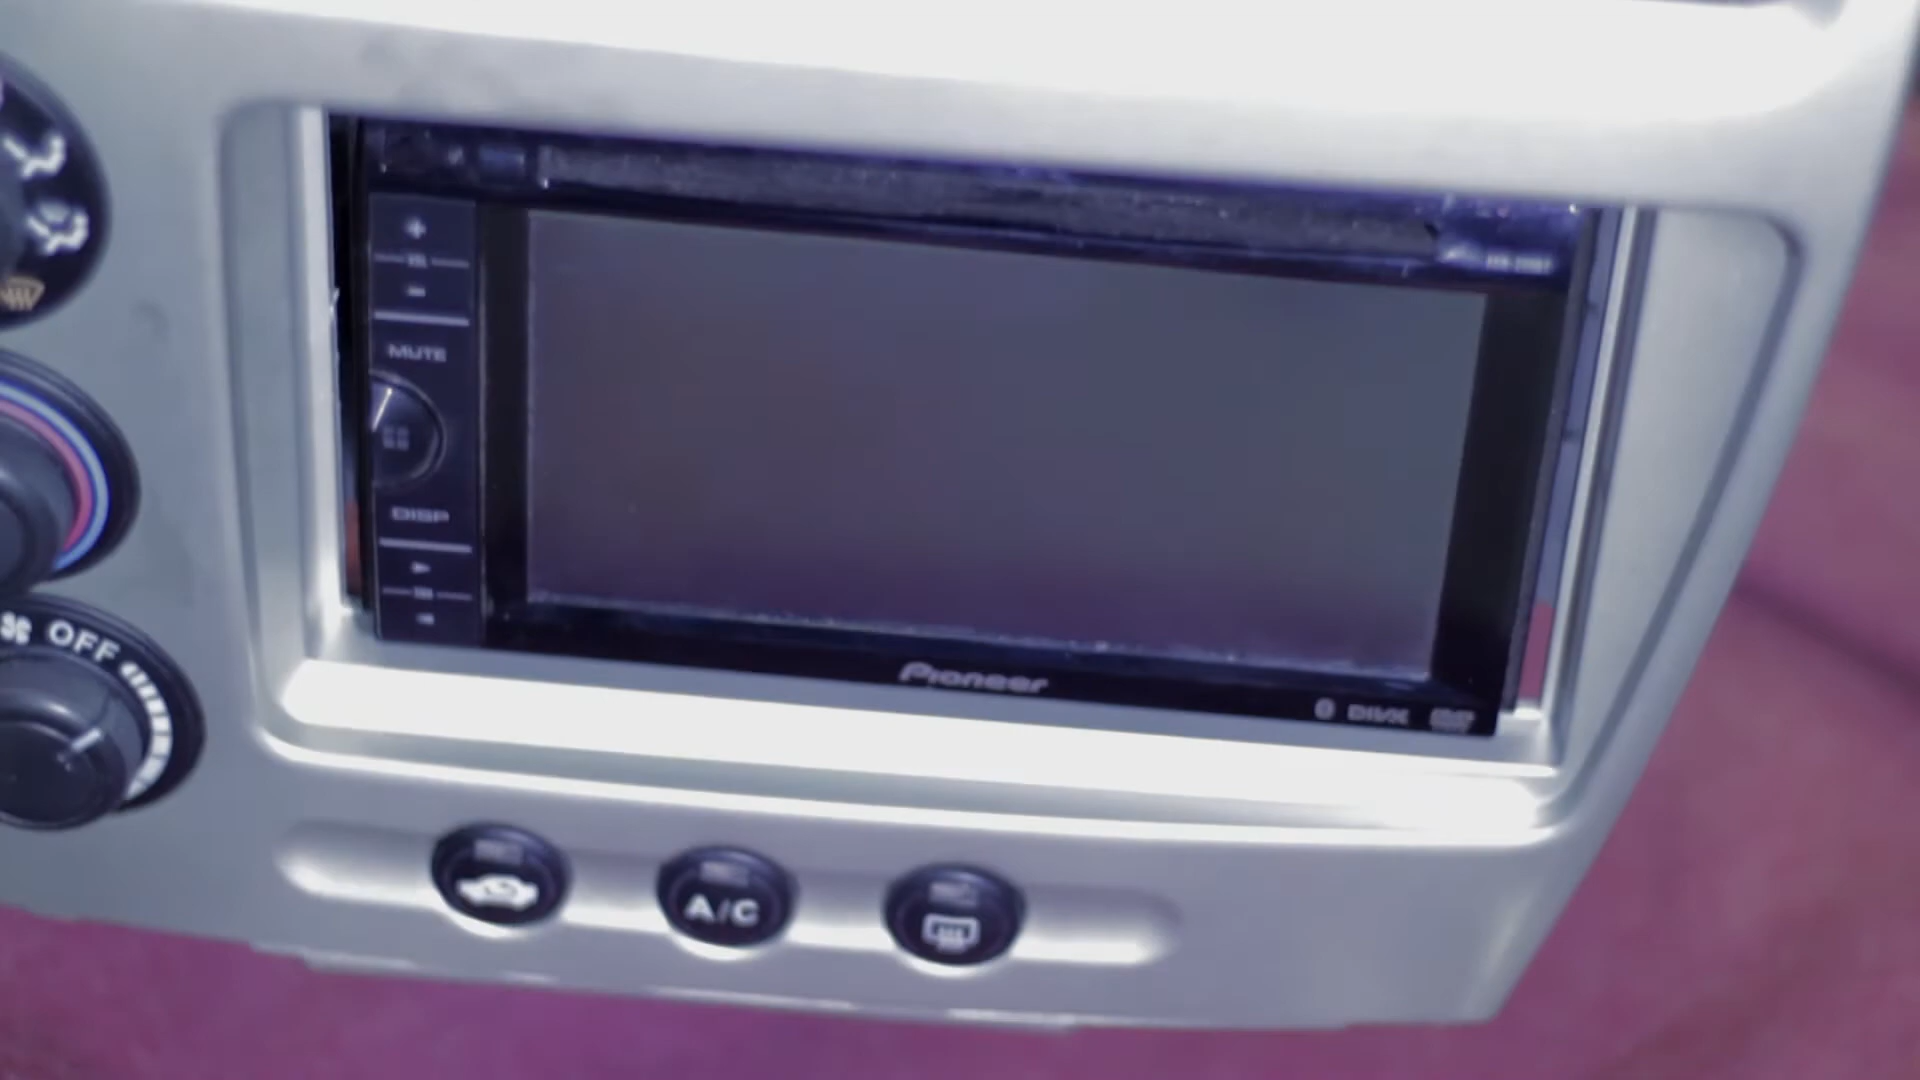 MUTE
DISP
OFF
Pioneer
DIVX
A/C